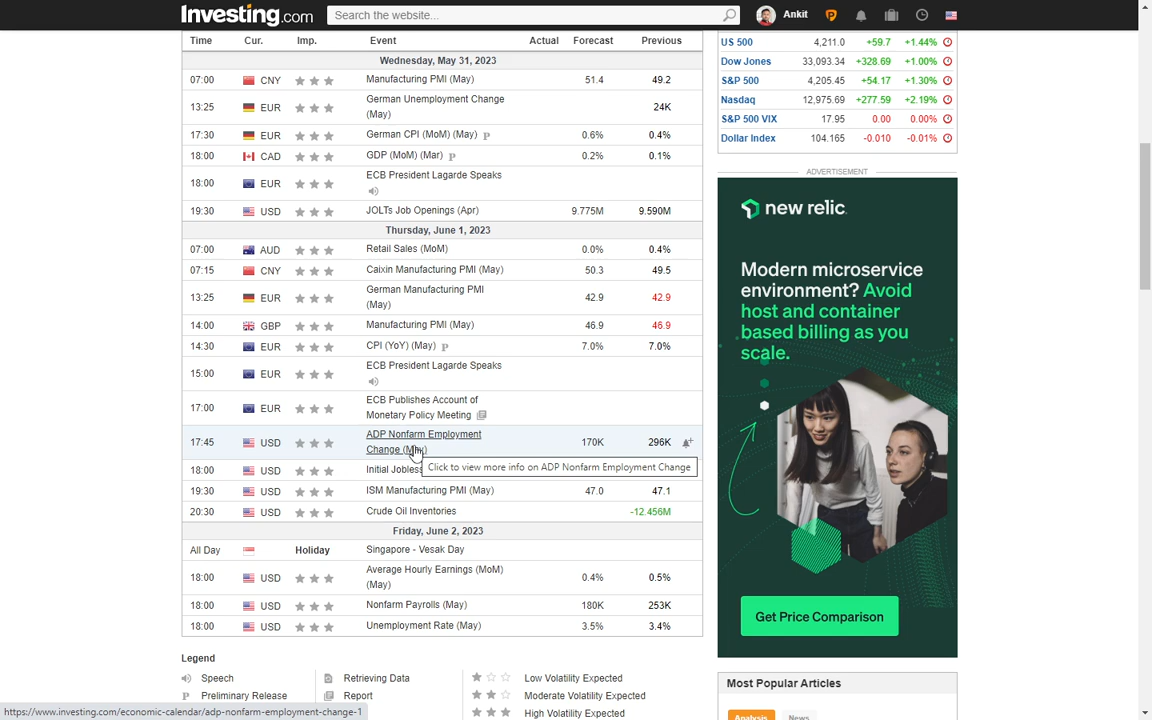 Investing.com
Search the website...
Ankit
Time Cur. Imp. Event Actual Forecast Previous
Wednesday, May 31, 2023
07:00 CNY Manufacturing PMI (May) 51.4 49.2
13:25 EUR German Unemployment Change 24K
(May)
17:30 EUR German CPI (MoM) (May) P 0.6% 0.4%
18:00 CAD GDP (MoM) (Mar) P 0.2% 0.1%
18:00 EUR ECB President Lagarde Speaks
19:30 USD JOLTs Job Openings (Apr) 9.775M 9.590M
Thursday, June 1, 2023
07:00 AUD Retail Sales (MoM) 0.0% 0.4%
07:15 CNY Caixin Manufacturing PMI (May) 50.3 49.5
13:25 EUR German Manufacturing PMI 42.9 42.9
(May)
14:00 GBP Manufacturing PMI (May) 46.9 46.9
14:30 EUR CPI (YoY) (May) P 7.0% 7.0%
15:00 EUR ECB President Lagarde Speaks
17:00 EUR ECB Publishes Account of
Monetary Policy Meeting
17:45 USD ADP Nonfarm Employment 170K 296K
Change (May)
Click to view more info on ADP Nonfarm Employment Change
18:00 USD Initial Jobless
19:30 USD ISM Manufacturing PMI (May) 47.0 47.1
20:30 USD Crude Oil Inventories -12.456M
Friday, June 2, 2023
All Day Holiday Singapore - Vesak Day
18:00 USD Average Hourly Earnings (MoM) 0.4% 0.5%
(May)
18:00 USD Nonfarm Payrolls (May) 180K 253K
18:00 USD Unemployment Rate (May) 3.5% 3.4%
Legend
Speech Retrieving Data Low Volatility Expected
P Preliminary Release Report Moderate Volatility Expected
High Volatility Expected
https://www.investing.com/economic-calendar/adp-nonfarm-employment-change-1
US 500 4,211.0 +59.7 +1.44%
Dow Jones 33,093.34 +328.69 +1.00%
S&P 500 4,205.45 +54.17 +1.30%
Nasdaq 12,975.69 +277.59 +2.19%
S&P 500 VIX 17.95 0.00 0.00%
Dollar Index 104.165 -0.010 -0.01%
ADVERTISEMENT
new relic
Modern microservice
environment? Avoid
host and container
based billing as you
scale.
Get Price Comparison
Most Popular Articles
Analysis News